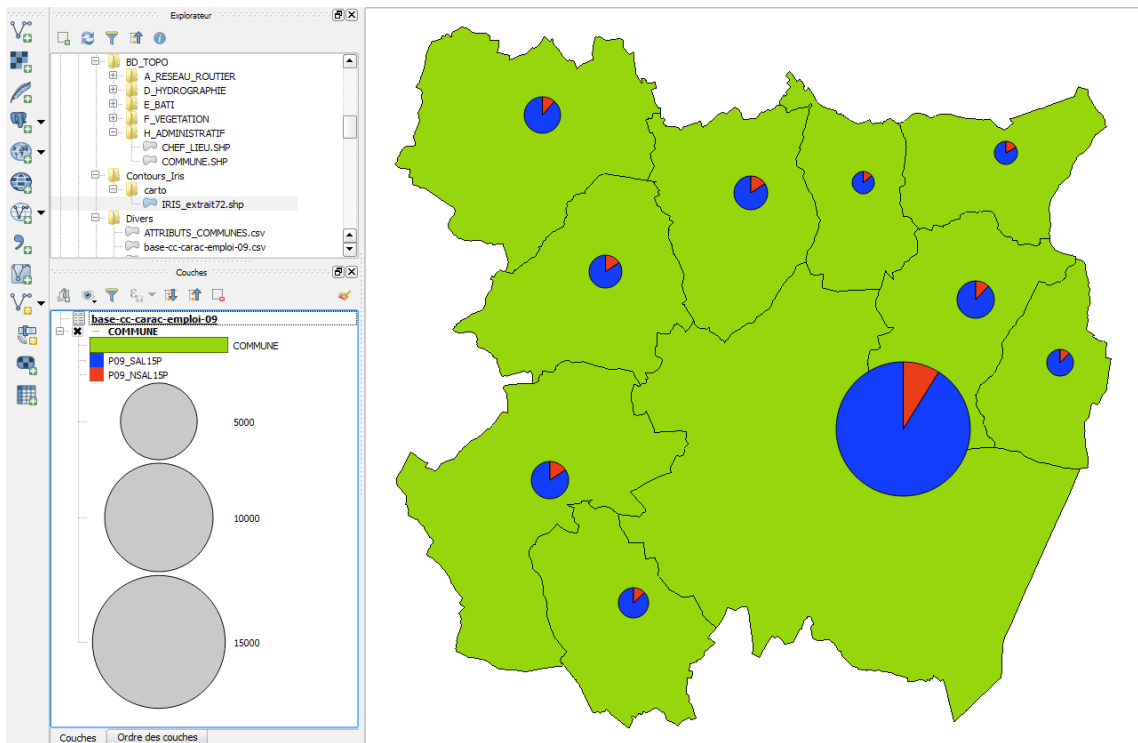 Explorateur
BD_TOPO
A_RESEAU_ROUTIER
D_HYDROGRAPHIE
E_BATI
F_VEGETATION
H_ADMINISTRATIF
CHEF_LIEU.SHP
COMMUNE.SHP
Contours_Iris
carto
IRIS_extrait72.shp
Divers
ATTRIBUTS_COMMUNES.csv
base-cc-carac-emploi-09.csv
Couches
base-cc-carac-emploi-09
COMMUNE
COMMUNE
P09_SAL15P
P09_NSAL15P
5000
10000
15000
Couches
Ordre des couches